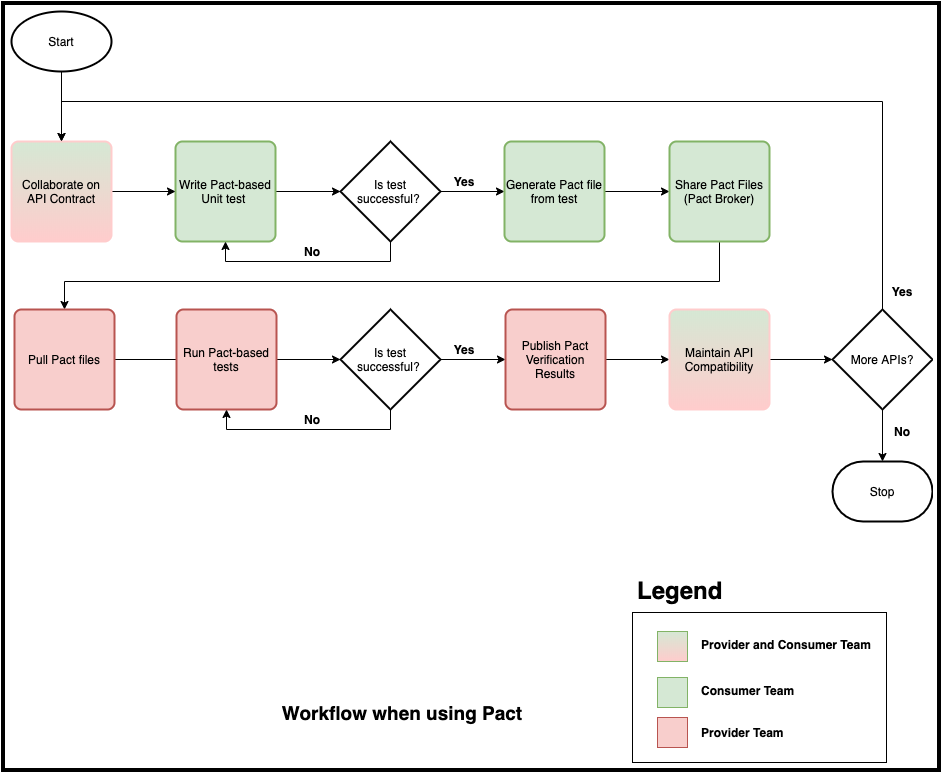 Start
Collaborate on
API Contract
Write Pact-based
Unit test
Is test
successful?
Yes
No
Generate Pact file
from test
Share Pact Files
(Pact Broker)
Pull Pact files
Run Pact-based
tests
Is test
successful?
Yes
No
Publish Pact
Verification
Results
Maintain API
Compatibility
More APIs?
Yes
No
Stop
Legend
Provider and Consumer Team
Consumer Team
Provider Team
Workflow when using Pact